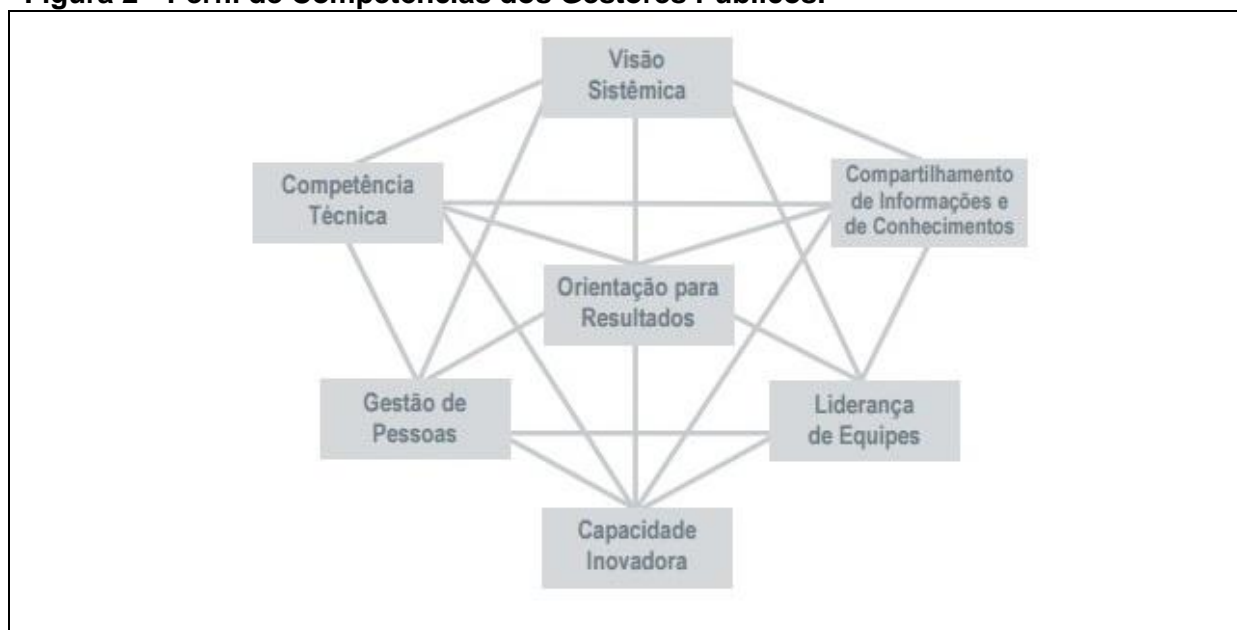 Figura 2 - Perfil de Competências dos Gestores Públicos.
Visão
Sistêmica
Competência
Técnica
Compartilhamento
de Informações e
de Conhecimentos
Orientação para
Resultados
Gestão de
Pessoas
Liderança
de Equipes
Capacidade
Inovadora